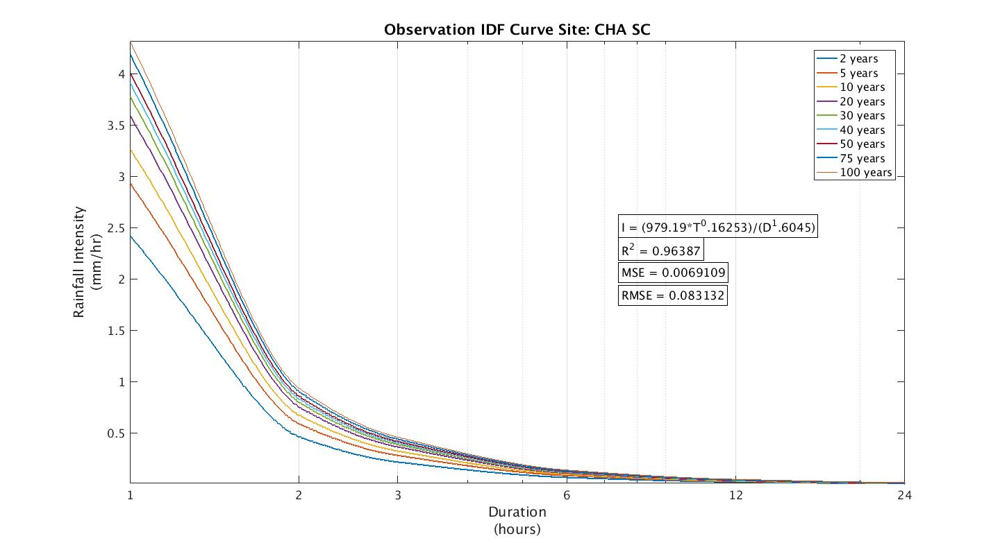 Observation IDF Curve Site: CHA SC
4
3.5
3
2.5
2
1.5
1
0.5
Rainfall Intensity
(mm/hr)
2 years
5 years
10 years
20 years
30 years
40 years
50 years
75 years
100 years
I = (979.19*T^0.16253)/(D^1.6045)
R^2 = 0.96387
MSE = 0.0069109
RMSE = 0.083132
1 2 3 6 12 24
Duration
(hours)